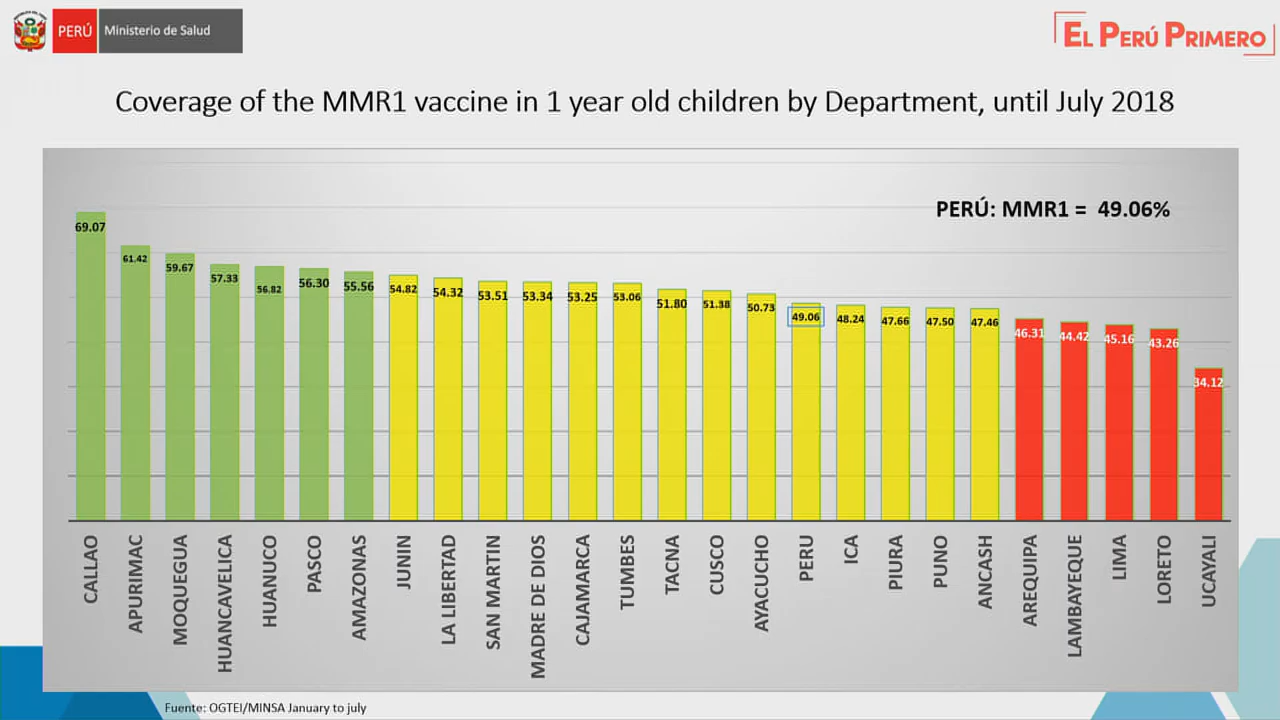 PERÚ
Ministerio de Salud
EL PERÚ PRIMERO
Coverage of the MMR1 vaccine in 1 year old children by Department, until July 2018
PERÚ: MMR1 = 49.06%
69.07
61.42
59.67
57.33
56.82
56.30
55.56
54.82
54.32
53.51
53.34
53.25
53.06
51.80
51.38
50.73
49.06
48.24
47.66
47.50
47.46
46.31
44.42
45.16
43.26
34.12
CALLAO
APURIMAC
MOQUEGUA
HUANCAVELICA
HUANUCO
PASCO
AMAZONAS
JUNIN
LA LIBERTAD
SAN MARTIN
MADRE DE DIOS
CAJAMARCA
TUMBES
TACNA
CUSCO
AYACUCHO
PERU
ICA
PIURA
PUNO
ANCASH
AREQUIPA
LAMBAYEQUE
LIMA
LORETO
UCAYALI
Fuente: OGTEI/MINSA January to july